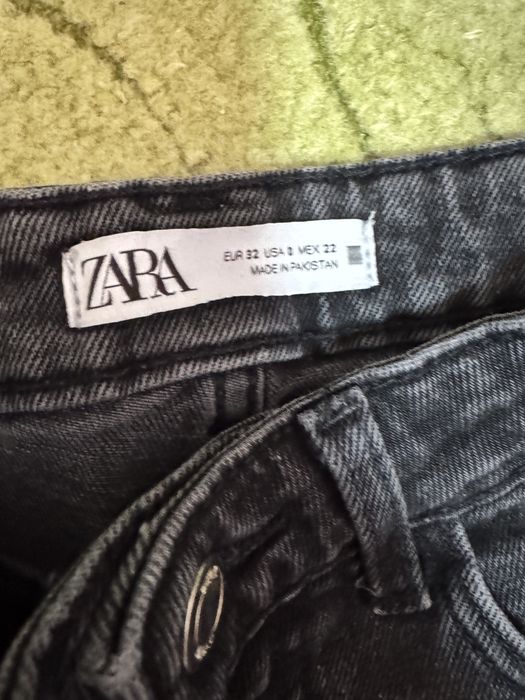 ZARA
EUR 32 USA 0 MEX 22
MADE IN PAKISTAN